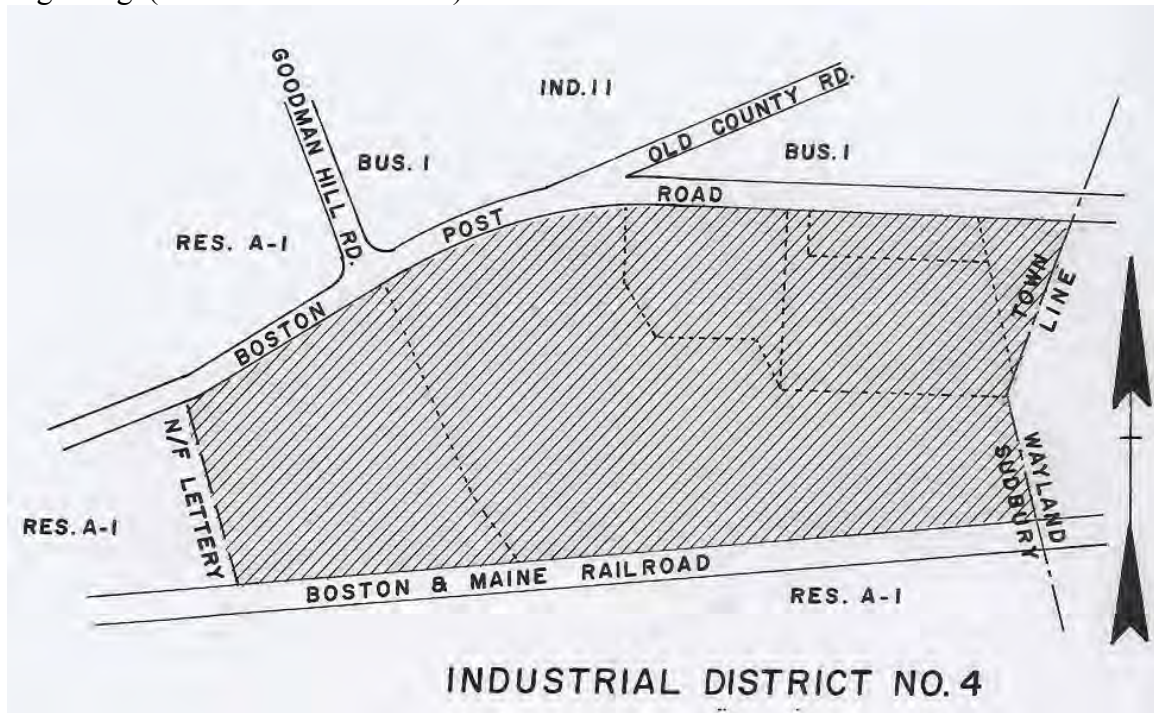 GOODMAN HILL RD.
IND. II
OLD COUNTY RD.
BUS. I
BUS. I
ROAD
POST
RES. A-I
BOSTON
TOWN
LINE
N/F LETTERY
WAYLAND
SUDBURY
RES. A-I
BOSTON & MAINE RAILROAD
RES. A-I
INDUSTRIAL DISTRICT NO. 4